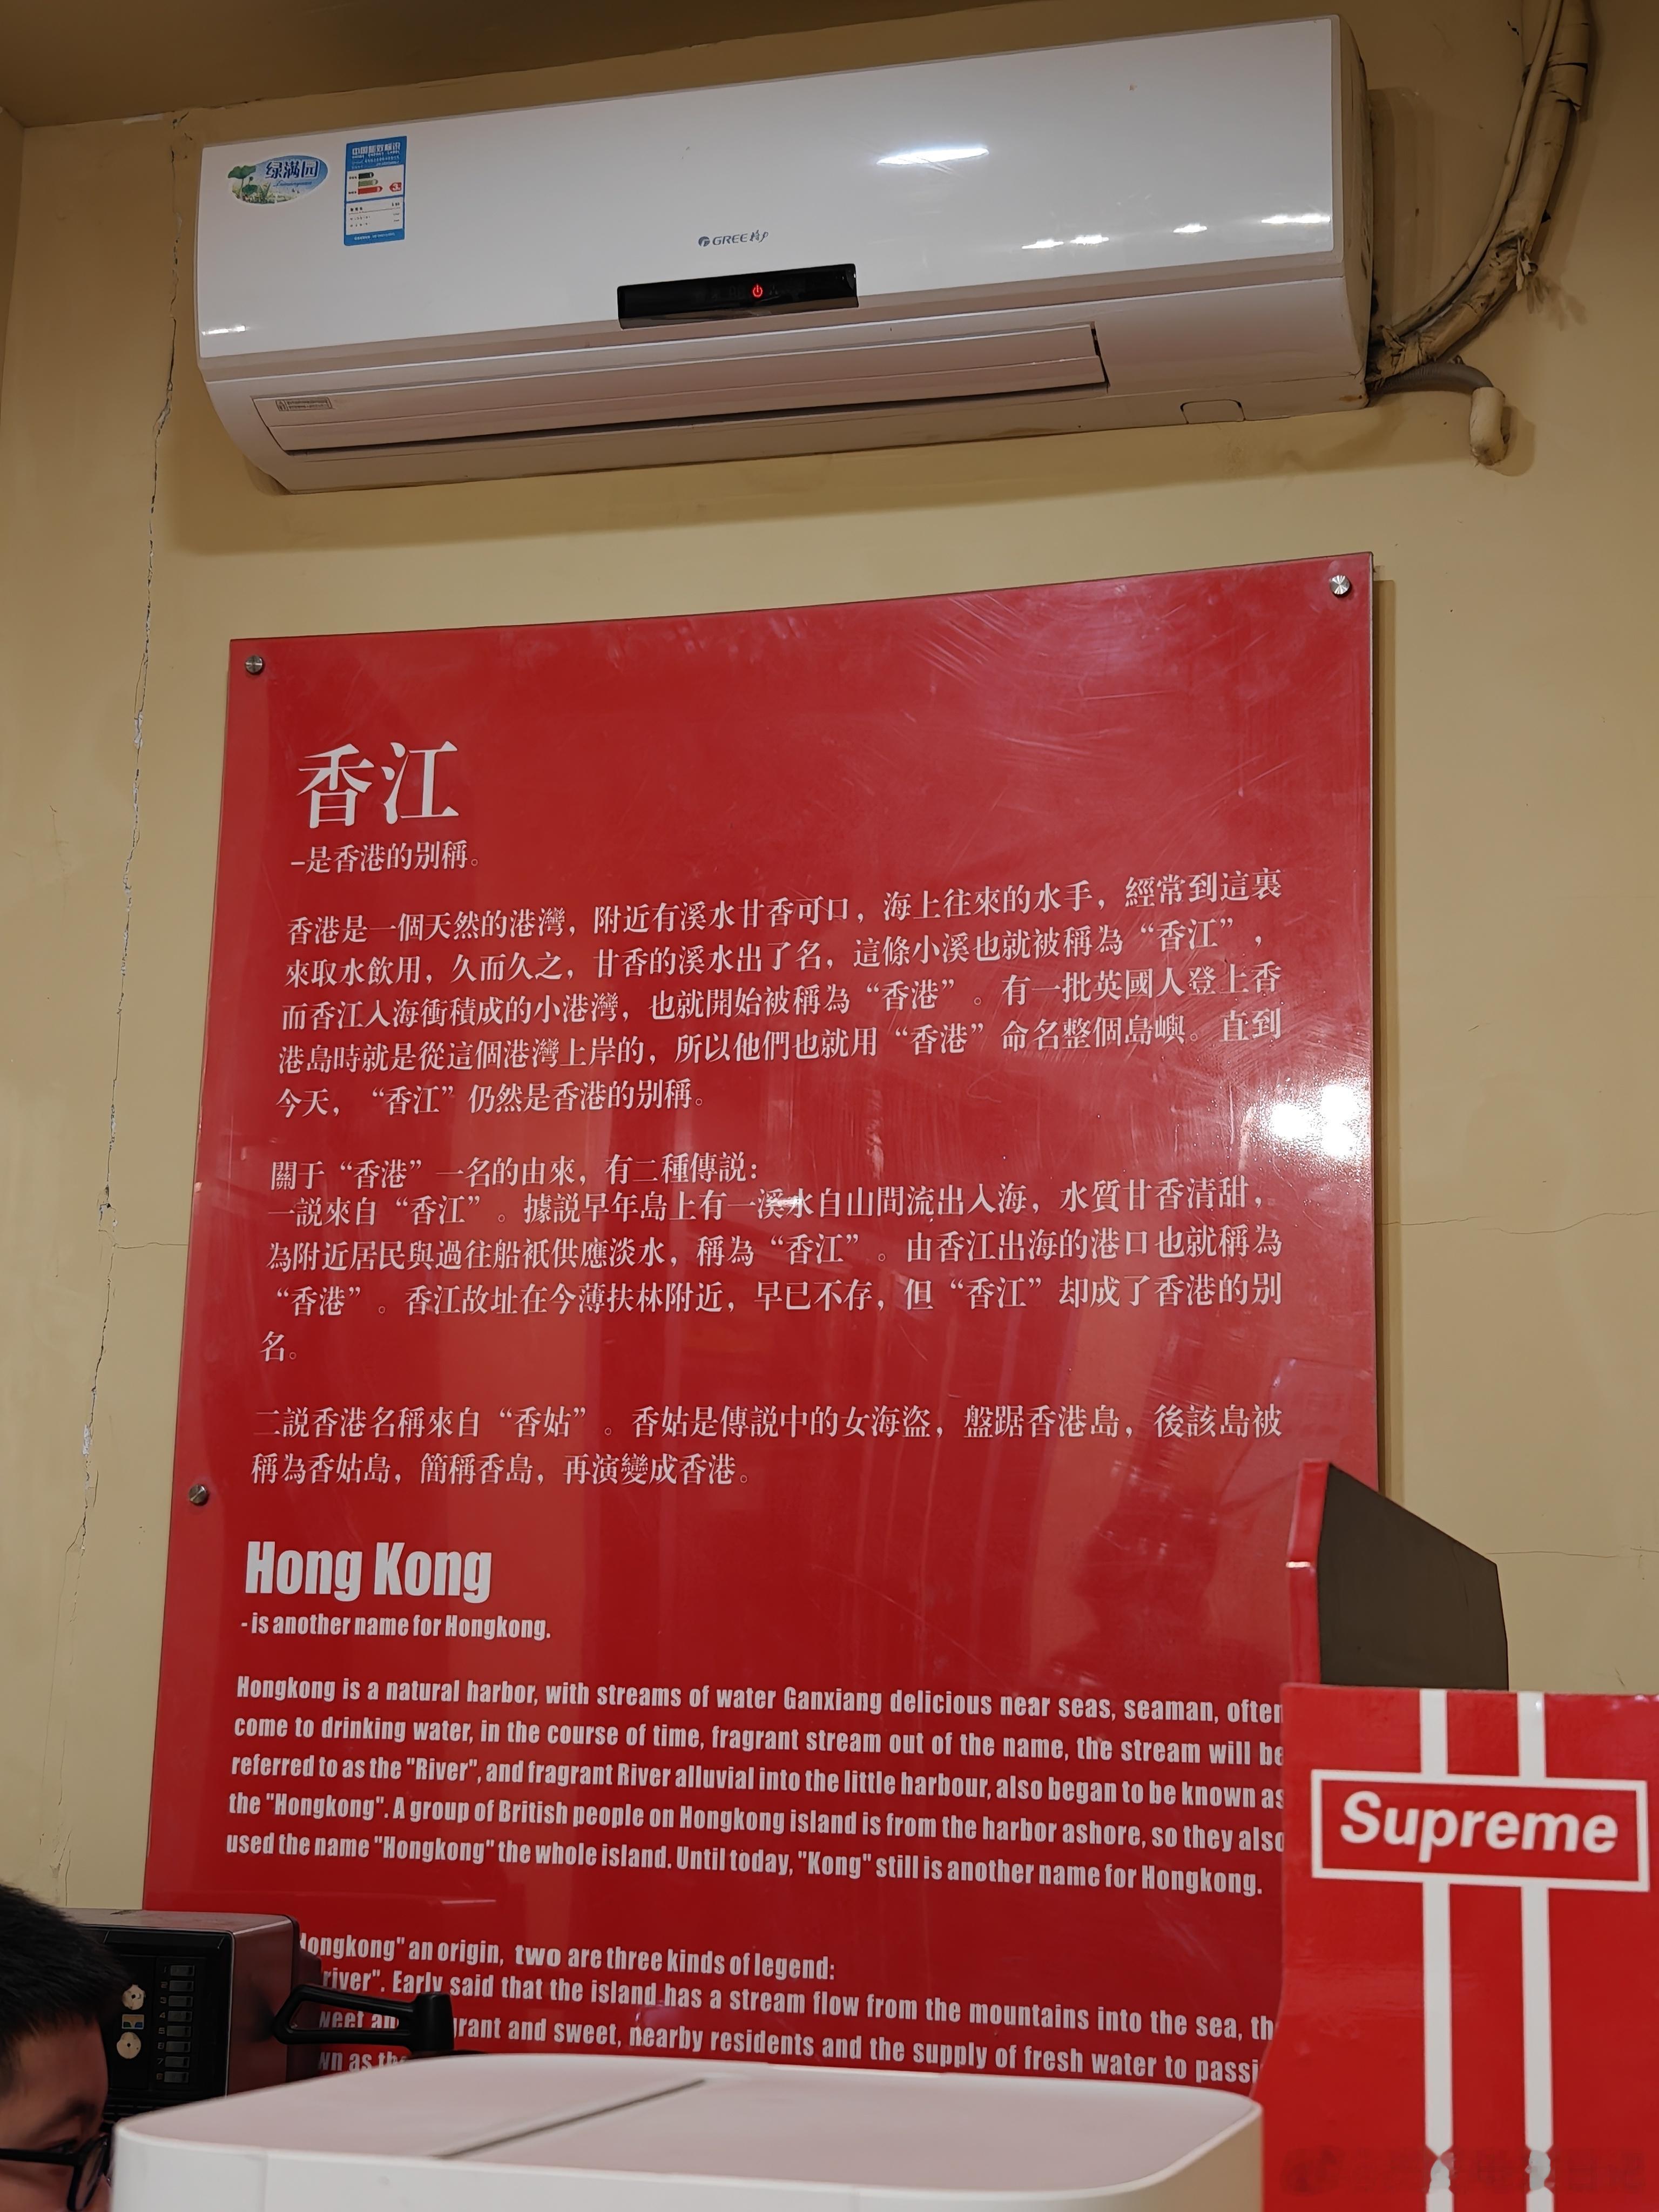 绿满园
中国能效标识
GREE 格力
香江
–是香港的别稱。
香港是一個天然的港灣，附近有溪水甘香可口，海上往來的水手，經常到這裏
來取水飲用，久而久之，甘香的溪水出了名，這條小溪也就被稱為“香江”，
而香江入海衝積成的小港灣，也就開始被稱為“香港”。有一批英國人登上香
港島時就是從這個港灣上岸的，所以他們也就用“香港”命名整個島嶼。直到
今天，“香江”仍然是香港的别稱。
關于“香港”一名的由來，有二種傳説：
一説來自“香江”。據説早年島上有一溪水自山間流出入海，水質甘香清甜，
為附近居民與過往船衹供應淡水，稱為“香江”。由香江出海的港口也就稱為
“香港”。香江故址在今薄扶林附近，早已不存，但“香江”却成了香港的别
名。
二説香港名稱來自“香姑”。香姑是傳説中的女海盜，盤踞香港島，後該島被
稱為香姑島，簡稱香島，再演變成香港。
Hong Kong
- is another name for Hongkong.
Hongkong is a natural harbor, with streams of water Ganxiang delicious near seas, seaman, often
come to drinking water, in the course of time, fragrant stream out of the name, the stream will be
referred to as the "River", and fragrant River alluvial into the little harbour, also began to be known as
the "Hongkong". A group of British people on Hongkong island is from the harbor ashore, so they also
used the name "Hongkong" the whole island. Until today, "Kong" still is another name for Hongkong.
ongkong" an origin, two are three kinds of legend:
river". Early said that the island has a stream flow from the mountains into the sea, th
and sweet, nearby residents and the supply of fresh water to passi
as
Supreme